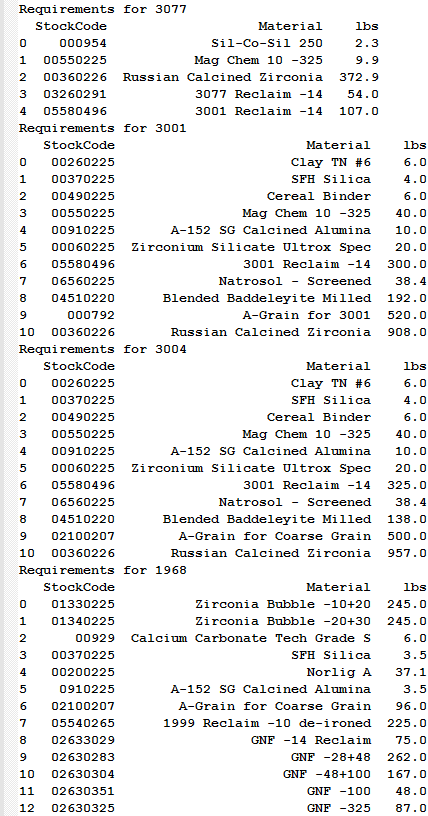 Requirements for 3077
StockCode Material lbs
0 000954 Sil-Co-Sil 250 2.3
1 00550225 Mag Chem 10 -325 9.9
2 00360226 Russian Calcined Zirconia 372.9
3 03260291 3077 Reclaim -14 54.0
4 05580496 3001 Reclaim -14 107.0
Requirements for 3001
StockCode Material lbs
0 00260225 Clay TN #6 6.0
1 00370225 SFH Silica 4.0
2 00490225 Cereal Binder 6.0
3 00550225 Mag Chem 10 -325 40.0
4 00910225 A-152 SG Calcined Alumina 10.0
5 00060225 Zirconium Silicate Ultrox Spec 20.0
6 05580496 3001 Reclaim -14 300.0
7 06560225 Natrosol - Screened 38.4
8 04510220 Blended Baddeleyite Milled 192.0
9 000792 A-Grain for 3001 520.0
10 00360226 Russian Calcined Zirconia 908.0
Requirements for 3004
StockCode Material lbs
0 00260225 Clay TN #6 6.0
1 00370225 SFH Silica 4.0
2 00490225 Cereal Binder 6.0
3 00550225 Mag Chem 10 -325 40.0
4 00910225 A-152 SG Calcined Alumina 10.0
5 00060225 Zirconium Silicate Ultrox Spec 20.0
6 05580496 3001 Reclaim -14 325.0
7 06560225 Natrosol - Screened 38.4
8 04510220 Blended Baddeleyite Milled 138.0
9 02100207 A-Grain for Coarse Grain 500.0
10 00360226 Russian Calcined Zirconia 957.0
Requirements for 1968
StockCode Material lbs
0 01330225 Zirconia Bubble -10+20 245.0
1 01340225 Zirconia Bubble -20+30 245.0
2 00929 Calcium Carbonate Tech Grade S 6.0
3 00370225 SFH Silica 3.5
4 00200225 Norlig A 37.1
5 0910225 A-152 SG Calcined Alumina 3.5
6 02100207 A-Grain for Coarse Grain 96.0
7 05540265 1999 Reclaim -10 de-ironed 225.0
8 02633029 GNF -14 Reclaim 75.0
9 02630283 GNF -28+48 262.0
10 02630304 GNF -48+100 167.0
11 02630351 GNF -100 48.0
12 02630325 GNF -325 87.0